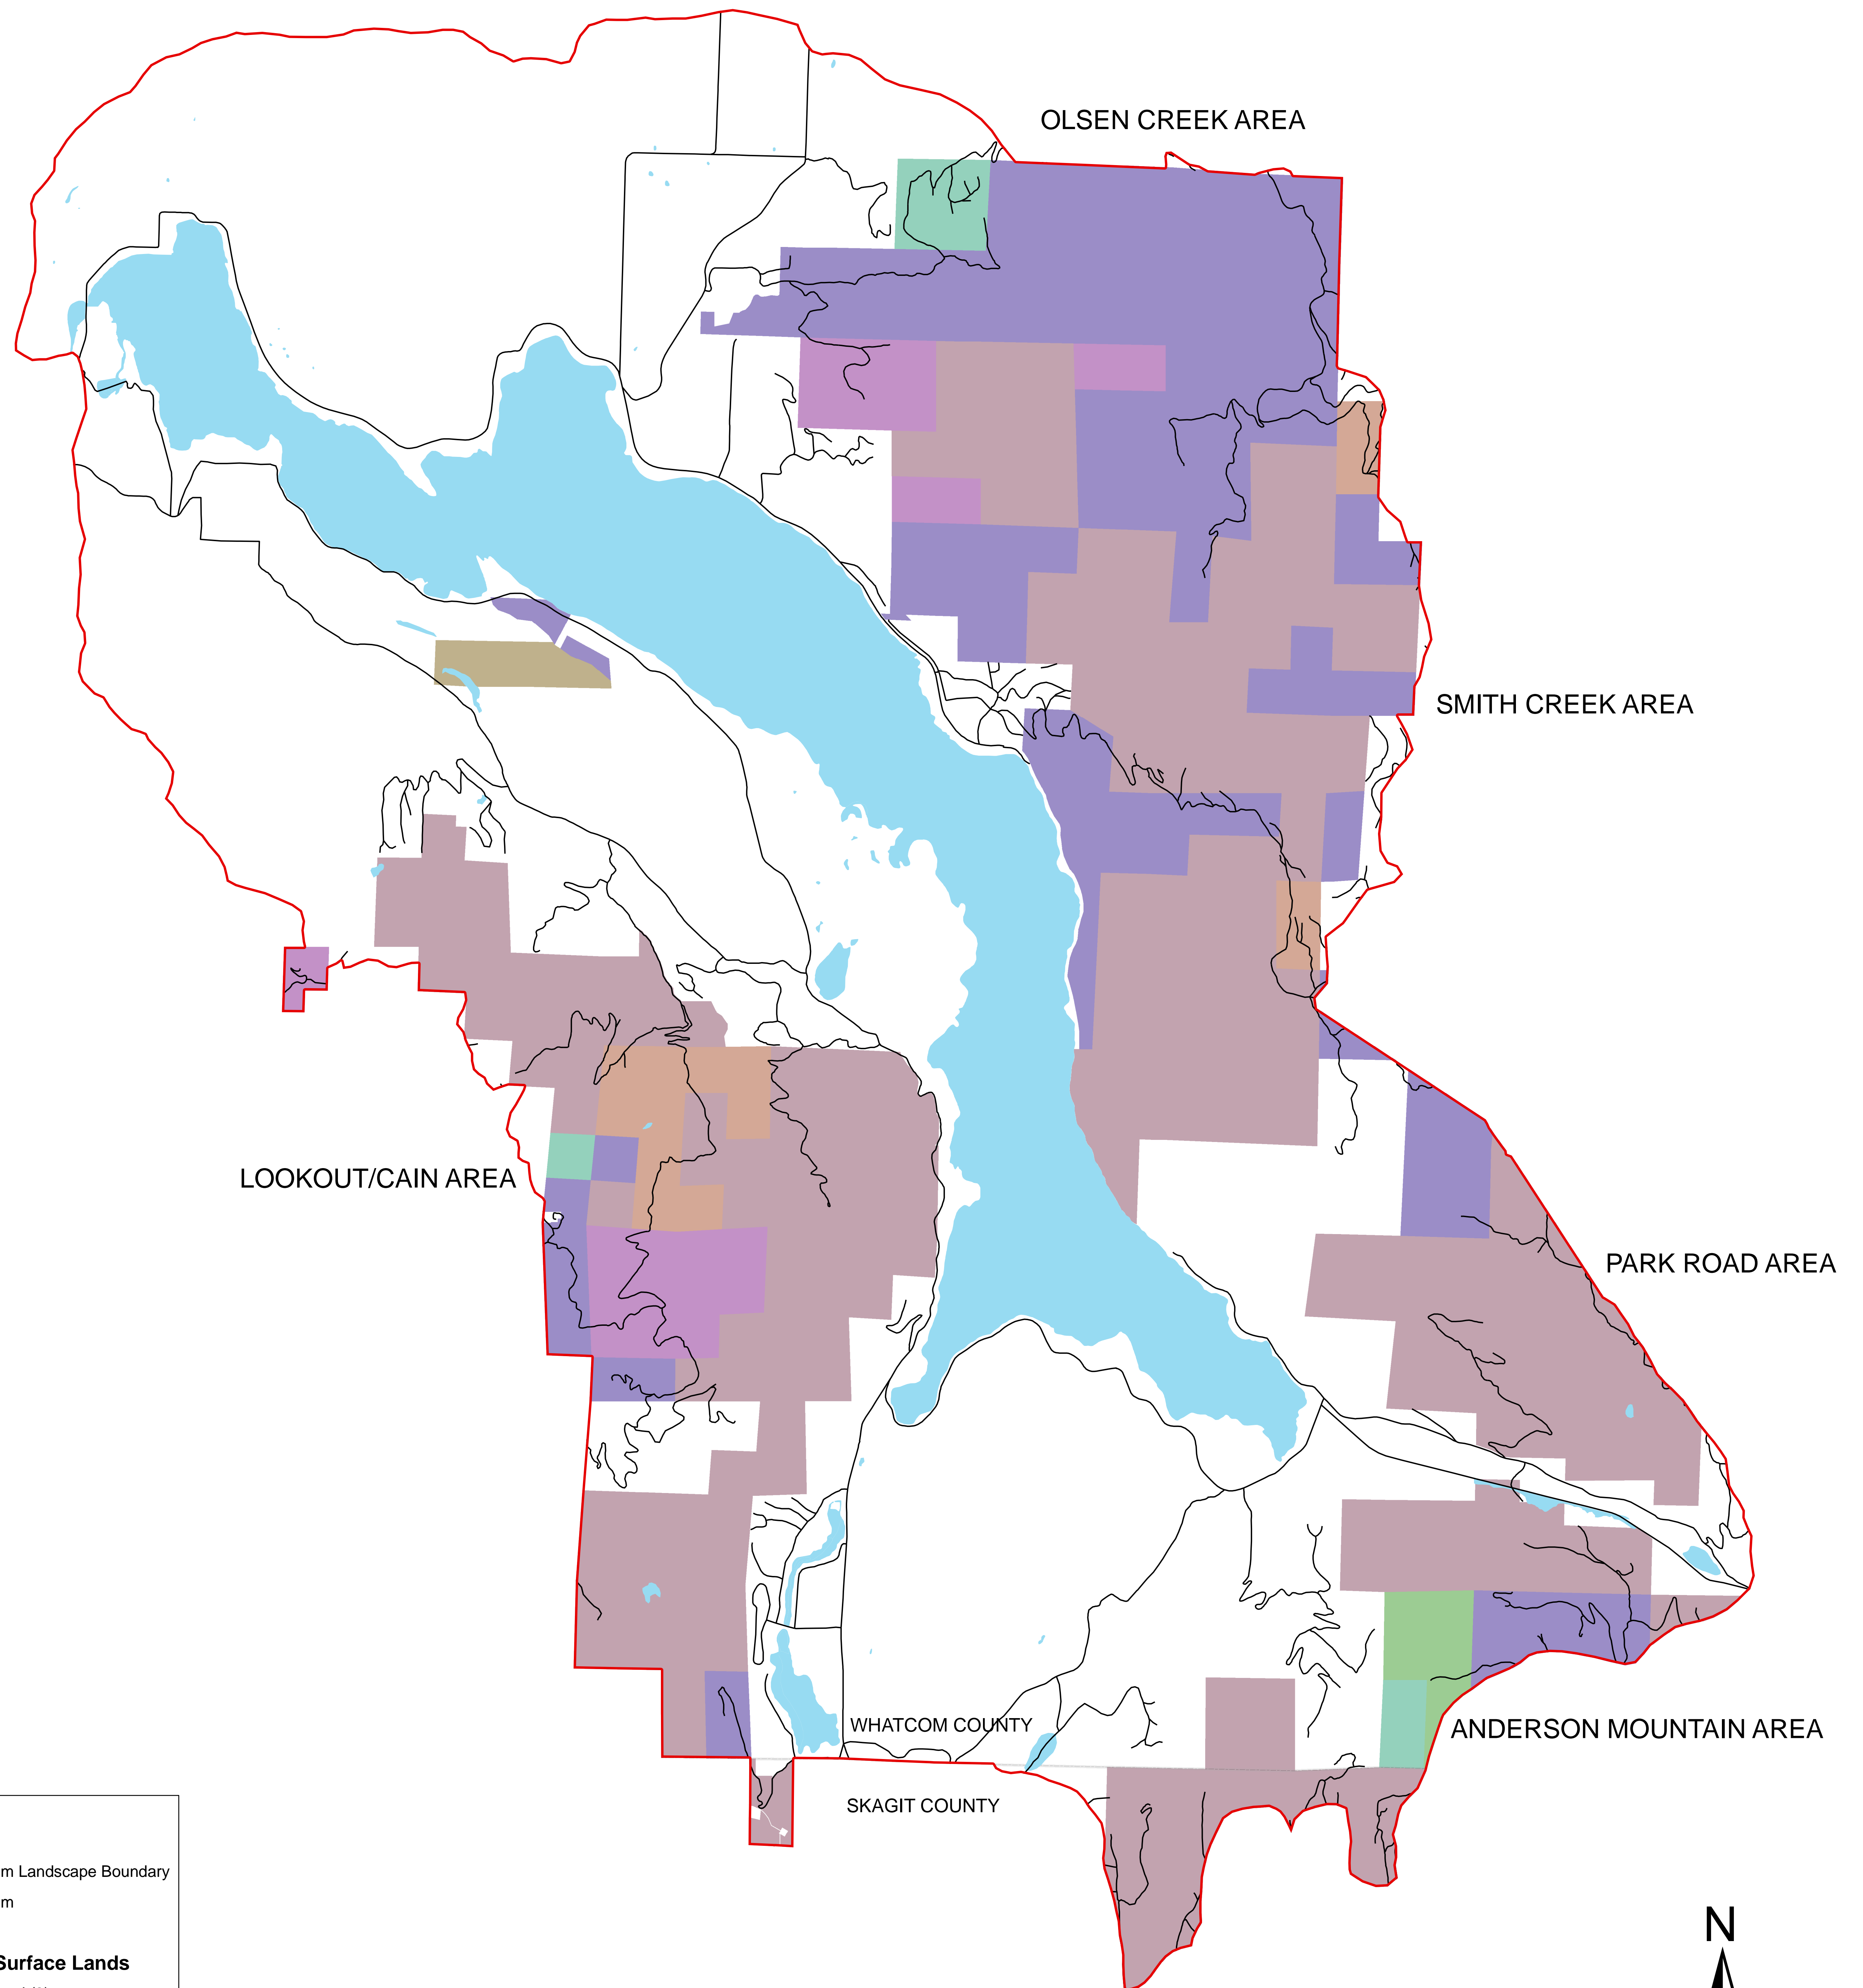 OLSEN CREEK AREA
SMITH CREEK AREA
LOOKOUT/CAIN AREA
PARK ROAD AREA
WHATCOM COUNTY
ANDERSON MOUNTAIN AREA
SKAGIT COUNTY
m Landscape Boundary
m
N
Surface Lands